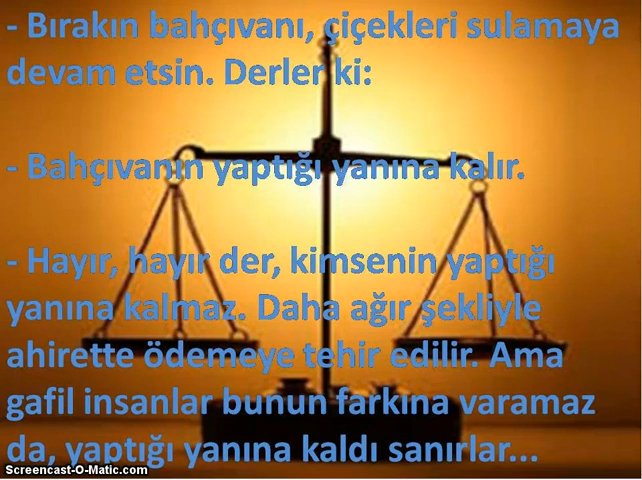 - Bırakın bahçıvanı, çiçekleri sulamaya
devam etsin. Derler ki:
- Bahçıvanın yaptığı yanına kalır.
- Hayır, hayır der, kimsenin yaptığı
yanına kalmaz. Daha ağır şekliyle
ahirette ödemeye tehir edilir. Ama
gafil insanlar bunun farkına varamaz
da, yaptığı yanına kaldı sanırlar...
Screencast-O-Matic.com